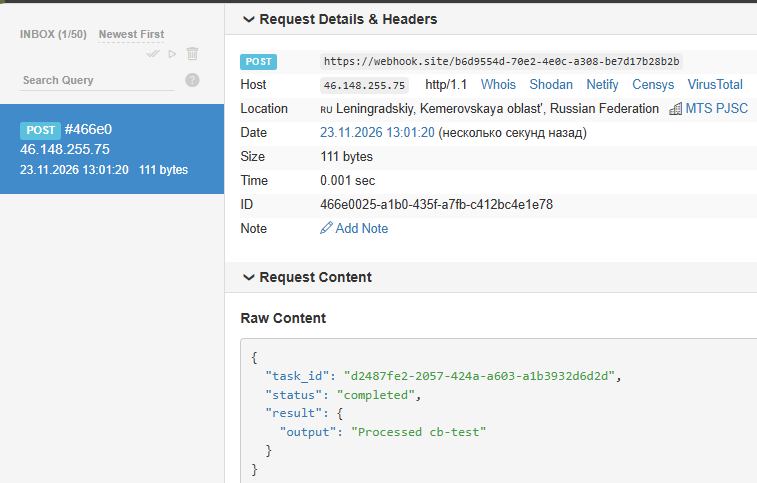 INBOX (1/50) Newest First
Search Query ?
POST #466e0
46.148.255.75
23.11.2026 13:01:20 111 bytes
Request Details & Headers
POST https://webhook.site/b6d9554d-70e2-4e0c-a308-be7d17b28b2b
Host 46.148.255.75 http/1.1 Whois Shodan Netify Censys VirusTotal
Location RU Leningradskiy, Kemerovskaya oblast', Russian Federation MTS PJSC
Date 23.11.2026 13:01:20 (несколько секунд назад)
Size 111 bytes
Time 0.001 sec
ID 466e0025-a1b0-435f-a7fb-c412bc4e1e78
Note Add Note
Request Content
Raw Content
{
"task_id": "d2487fe2-2057-424a-a603-a1b3932d6d2d",
"status": "completed",
"result": {
"output": "Processed cb-test"
}
}